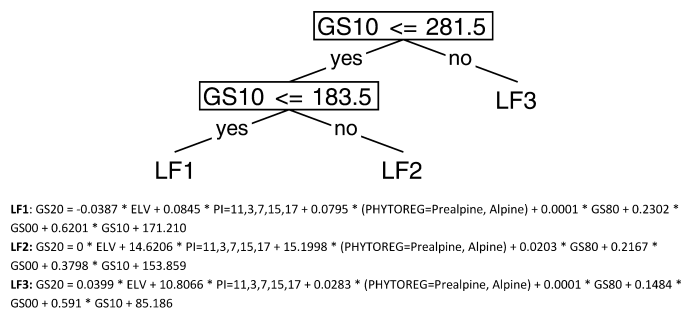 GS10 <= 281.5
yes
no
GS10 <= 183.5
LF3
yes
no
LF1
LF2
LF1: GS20 = -0.0387 * ELV + 0.0845 * PI=11,3,7,15,17 + 0.0795 * (PHYTOREG=Prealpine, Alpine) + 0.0001 * GS80 + 0.2302 *
GS00 + 0.6201 * GS10 + 171.210
LF2: GS20 = 0 * ELV + 14.6206 * PI=11,3,7,15,17 + 15.1998 * (PHYTOREG=Prealpine, Alpine) + 0.0203 * GS80 + 0.2167 *
GS00 + 0.3798 * GS10 + 153.859
LF3: GS20 = 0.0399 * ELV + 10.8066 * PI=11,3,7,15,17 + 0.0283 * (PHYTOREG=Prealpine, Alpine) + 0.0001 * GS80 + 0.1484 *
GS00 + 0.591 * GS10 + 85.186